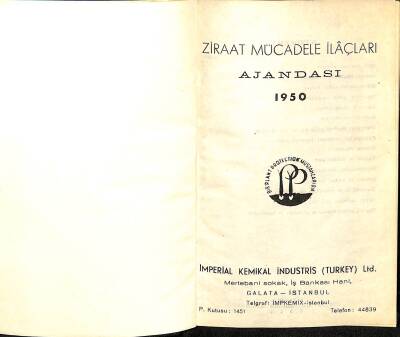 ZİRAAT MÜCADELE İLÂÇLARI
AJANDASI
1950
PP
İMPERİAL KEMİKAL İNDUSTRİS (TURKEY) Ltd.
Mertebani sokak, İş Bankası Hanı,
GALATA — İSTANBUL
Telgraf: İMPKEMİX-İstanbul
P. Kutusu: 1451 Telefon: 44839